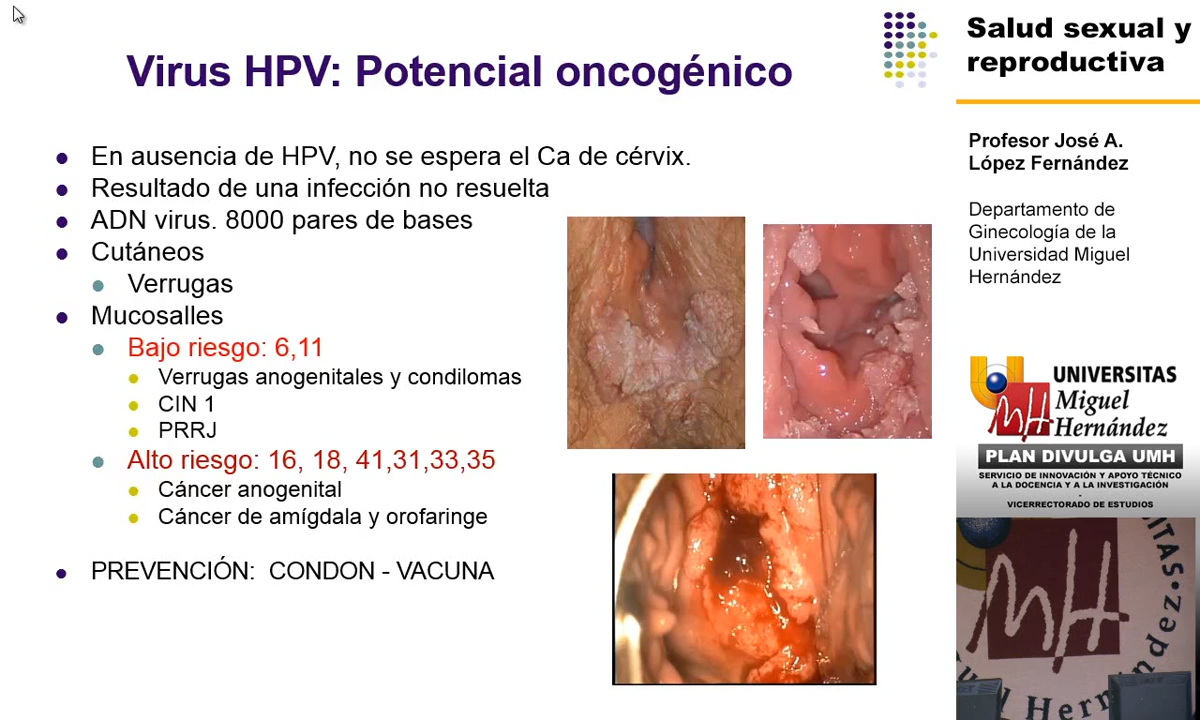 Virus HPV: Potencial oncogénico
En ausencia de HPV, no se espera el Ca de cérvix.
Resultado de una infección no resuelta
ADN virus. 8000 pares de bases
Cutáneos
Verrugas
Mucosalles
Bajo riesgo: 6,11
Verrugas anogenitales y condilomas
CIN 1
PRRJ
Alto riesgo: 16, 18, 41,31,33,35
Cáncer anogenital
Cáncer de amígdala y orofaringe
PREVENCIÓN: CONDON - VACUNA
Salud sexual y
reproductiva
Profesor José A.
López Fernández
Departamento de
Ginecología de la
Universidad Miguel
Hernández
UNIVERSITAS
Miguel
Hernández
MH
PLAN DIVULGA UMH
SERVICIO DE INNOVACIÓN Y APOYO TÉCNICO
A LA DOCENCIA Y A LA INVESTIGACIÓN
-
VICERRECTORADO DE ESTUDIOS
MH